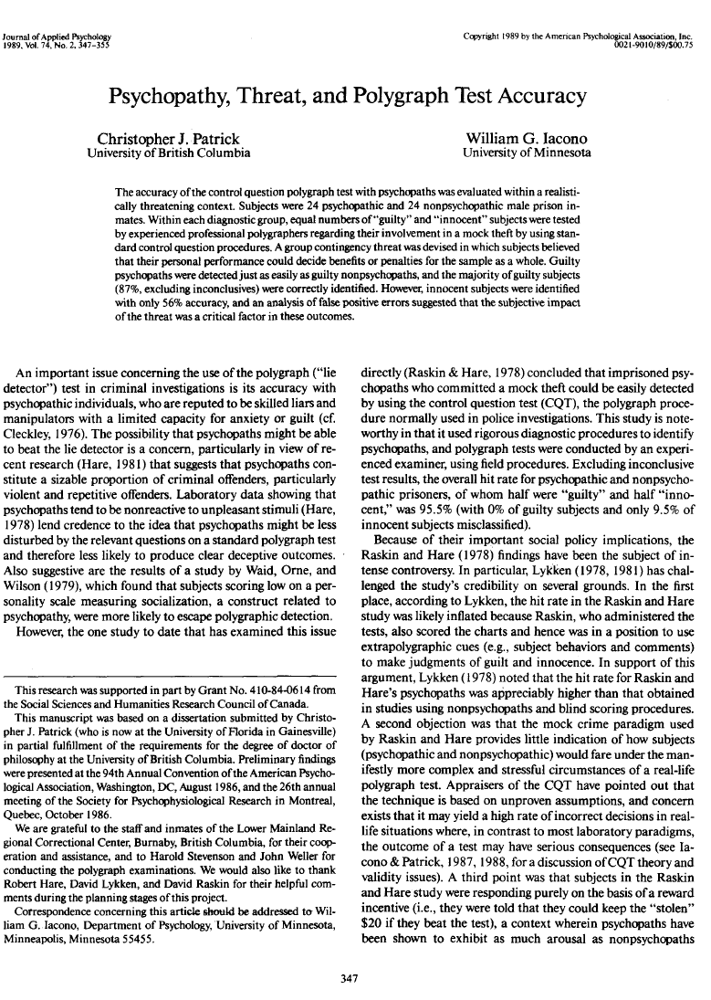 Journal of Applied Psychology
1989, Vol. 74, No. 2, 347-355
Copyright 1989 by the American Psychological Association, Inc.
0021-9010/89/$00.75
Psychopathy, Threat, and Polygraph Test Accuracy
Christopher J. Patrick
University of British Columbia
William G. Iacono
University of Minnesota
The accuracy of the control question polygraph test with psychopaths was evaluated within a realisti-
cally threatening context. Subjects were 24 psychopathic and 24 nonpsychopathic male prison in-
mates. Within each diagnostic group, equal numbers of "guilty" and "innocent" subjects were tested
by experienced professional polygraphers regarding their involvement in a mock theft by using stan-
dard control question procedures. A group contingency threat was devised in which subjects believed
that their personal performance could decide benefits or penalties for the sample as a whole. Guilty
psychopaths were detected just as easily as guilty nonpsychopaths, and the majority of guilty subjects
(87%, excluding inconclusives) were correctly identified. However, innocent subjects were identified
with only 56% accuracy, and an analysis of false positive errors suggested that the subjective impact
of the threat was a critical factor in these outcomes.
An important issue concerning the use of the polygraph ("lie
detector") test in criminal investigations is its accuracy with
psychopathic individuals, who are reputed to be skilled liars and
manipulators with a limited capacity for anxiety or guilt (cf.
Cleckley, 1976). The possibility that psychopaths might be able
to beat the lie detector is a concern, particularly in view of re-
cent research (Hare, 1981) that suggests that psychopaths con-
stitute a sizable proportion of criminal offenders, particularly
violent and repetitive offenders. Laboratory data showing that
psychopaths tend to be nonreactive to unpleasant stimuli (Hare,
1978) lend credence to the idea that psychopaths might be less
disturbed by the relevant questions on a standard polygraph test
and therefore less likely to produce clear deceptive outcomes.
Also suggestive are the results of a study by Waid, Orne, and
Wilson (1979), which found that subjects scoring low on a per-
sonality scale measuring socialization, a construct related to
psychopathy, were more likely to escape polygraphic detection.
However, the one study to date that has examined this issue
This research was supported in part by Grant No. 410-84-0614 from
the Social Sciences and Humanities Research Council of Canada.
This manuscript was based on a dissertation submitted by Christo-
pher J. Patrick (who is now at the University of Florida in Gainesville)
in partial fulfillment of the requirements for the degree of doctor of
philosophy at the University of British Columbia. Preliminary findings
were presented at the 94th Annual Convention of the American Psycho-
logical Association, Washington, DC, August 1986, and the 26th annual
meeting of the Society for Psychophysiological Research in Montreal,
Quebec, October 1986.
We are grateful to the staff and inmates of the Lower Mainland Re-
gional Correctional Center, Burnaby, British Columbia, for their coop-
eration and assistance, and to Harold Stevenson and John Weller for
conducting the polygraph examinations. We would also like to thank
Robert Hare, David Lykken, and David Raskin for their helpful com-
ments during the planning stages of this project.
Correspondence concerning this article should be addressed to Wil-
liam G. Iacono, Department of Psychology, University of Minnesota,
Minneapolis, Minnesota 55455.
directly (Raskin & Hare, 1978) concluded that imprisoned psy-
chopaths who committed a mock theft could be easily detected
by using the control question test (CQT), the polygraph proce-
dure normally used in police investigations. This study is note-
worthy in that it used rigorous diagnostic procedures to identify
psychopaths, and polygraph tests were conducted by an experi-
enced examiner, using field procedures. Excluding inconclusive
test results, the overall hit rate for psychopathic and nonpsycho-
pathic prisoners, of whom half were "guilty" and half "inno-
cent," was 95.5% (with 0% of guilty subjects and only 9.5% of
innocent subjects misclassified).
Because of their important social policy implications, the
Raskin and Hare (1978) findings have been the subject of in-
tense controversy. In particular, Lykken (1978, 1981) has chal-
lenged the study's credibility on several grounds. In the first
place, according to Lykken, the hit rate in the Raskin and Hare
study was likely inflated because Raskin, who administered the
tests, also scored the charts and hence was in a position to use
extrapolygraphic cues (e.g., subject behaviors and comments)
to make judgments of guilt and innocence. In support of this
argument, Lykken (1978) noted that the hit rate for Raskin and
Hare's psychopaths was appreciably higher than that obtained
in studies using nonpsychopaths and blind scoring procedures.
A second objection was that the mock crime paradigm used
by Raskin and Hare provides little indication of how subjects
(psychopathic and nonpsychopathic) would fare under the man-
ifestly more complex and stressful circumstances of a real-life
polygraph test. Appraisers of the CQT have pointed out that
the technique is based on unproven assumptions, and concern
exists that it may yield a high rate of incorrect decisions in real-
life situations where, in contrast to most laboratory paradigms,
the outcome of a test may have serious consequences (see Ia-
cono & Patrick, 1987, 1988, for a discussion of CQT theory and
validity issues). A third point was that subjects in the Raskin
and Hare study were responding purely on the basis of a reward
incentive (i.e., they were told that they could keep the "stolen"
$20 if they beat the test), a context wherein psychopaths have
been shown to exhibit as much arousal as nonpsychopaths
347